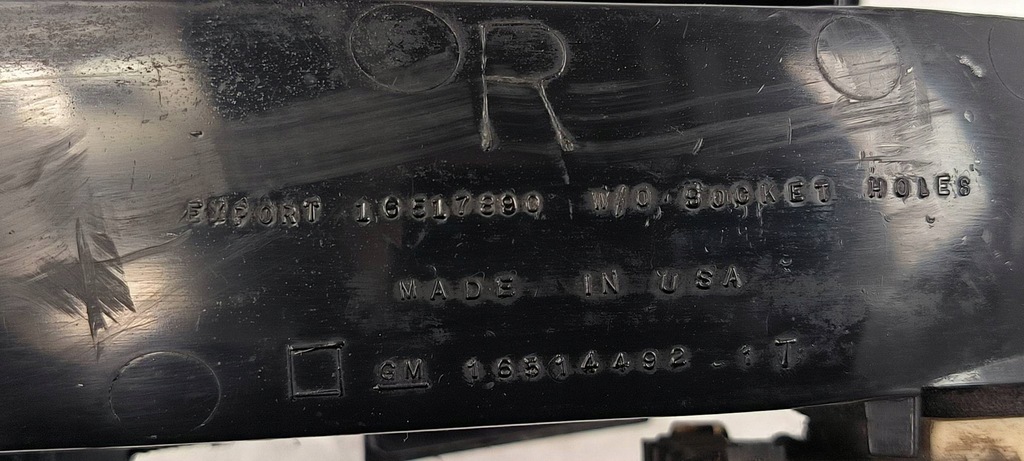 R
EXPORT 16517890 W/O SOCKET HOLES
MADE IN USA
GM 16514492 1T